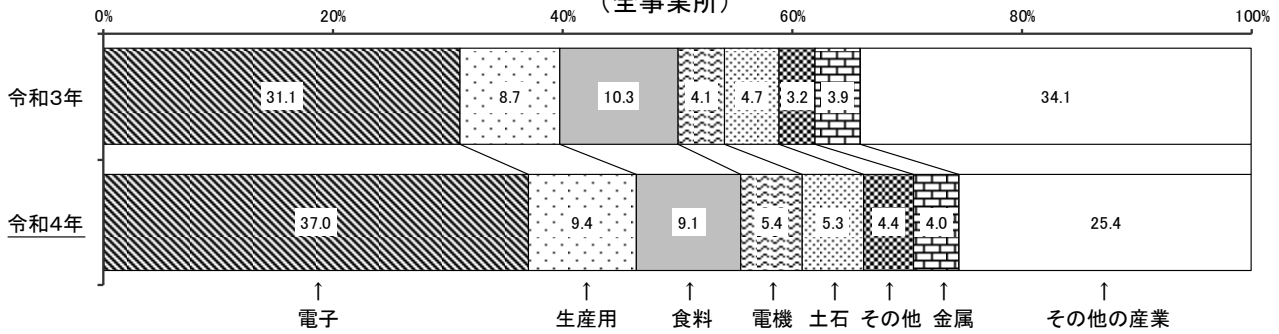 （全事業所）
0% 20% 40% 60% 80% 100%
令和3年 31.1 8.7 10.3 4.1 4.7 3.2 3.9 34.1
令和4年 37.0 9.4 9.1 5.4 5.3 4.4 4.0 25.4
↑ ↑ ↑ ↑ ↑ ↑ ↑ ↑
電子 生産用 食料 電機 土石 その他 金属 その他の産業